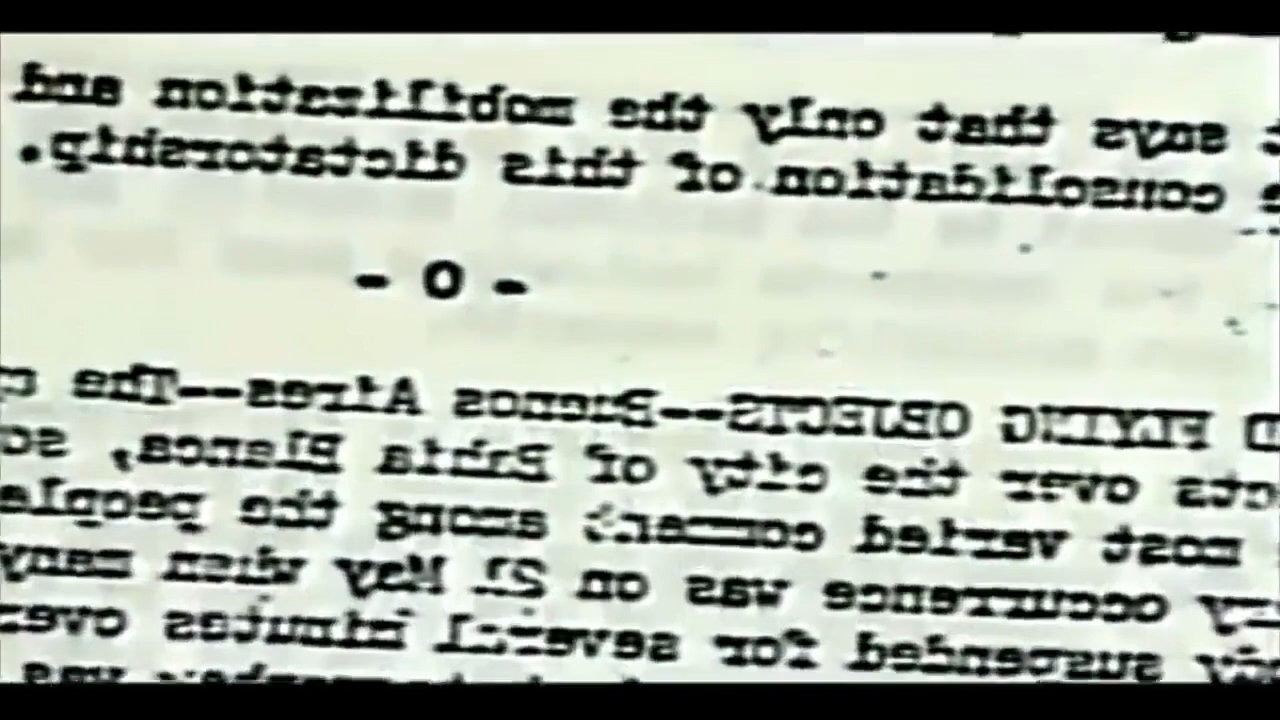 says that only the mobilization and
consolidation of this dictatorship.
- 0 -
FLYING OBJECTS--Buenos Aires--The
over the city of Bahia Blanca,
most varied comment among the people
occurrence was on 21 May when many
suspended for several minutes over
was